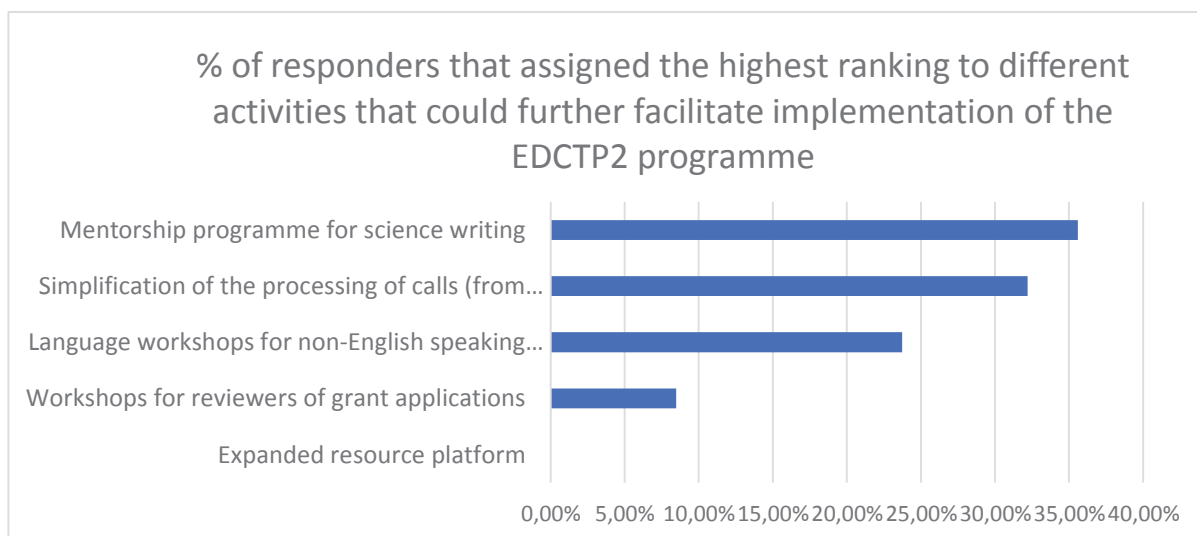 % of responders that assigned the highest ranking to different
activities that could further facilitate implementation of the
EDCTP2 programme
Mentorship programme for science writing
Simplification of the processing of calls (from...
Language workshops for non-English speaking...
Workshops for reviewers of grant applications
Expanded resource platform
0,00% 5,00% 10,00% 15,00% 20,00% 25,00% 30,00% 35,00% 40,00%